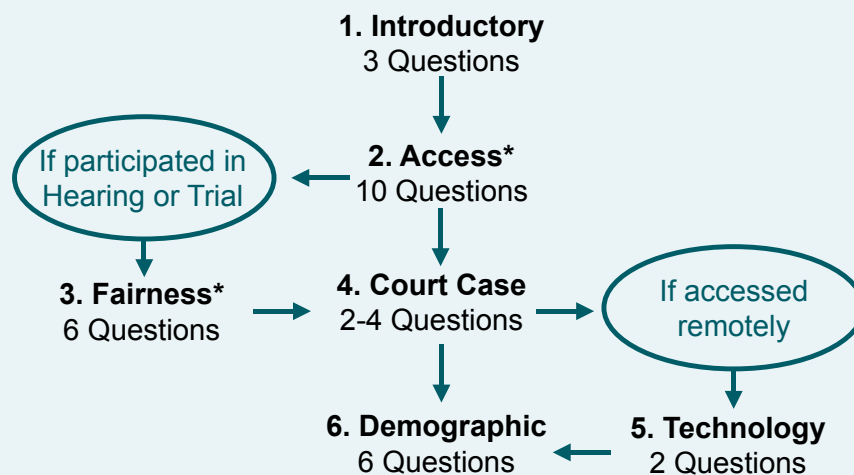 1. Introductory
3 Questions
If participated in
Hearing or Trial
2. Access*
10 Questions
3. Fairness*
6 Questions
4. Court Case
2-4 Questions
If accessed
remotely
6. Demographic
6 Questions
5. Technology
2 Questions